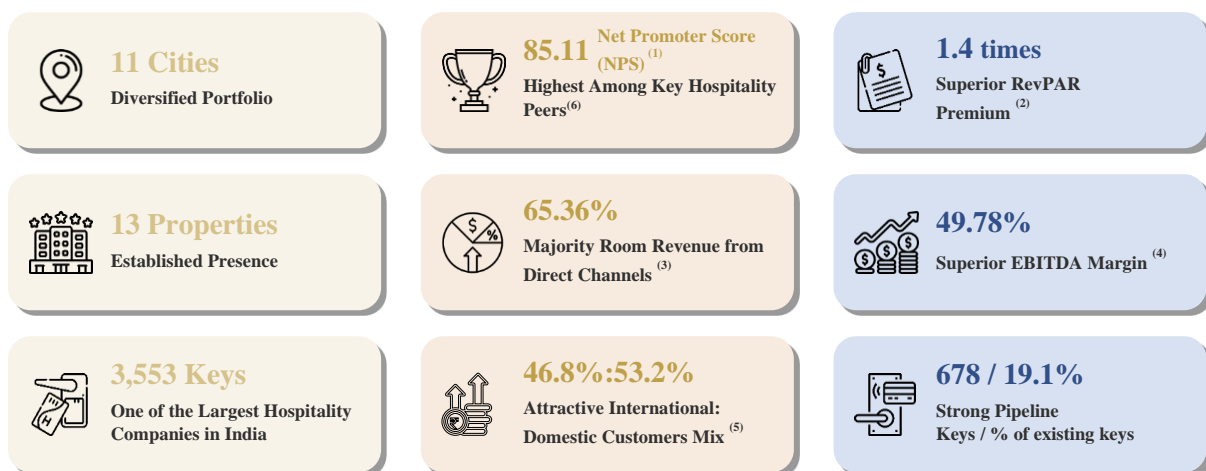 11 Cities
Diversified Portfolio
85.11 Net Promoter Score
(NPS) (1)
Highest Among Key Hospitality
Peers(6)
1.4 times
Superior RevPAR
Premium (2)
13 Properties
Established Presence
65.36%
Majority Room Revenue from
Direct Channels (3)
49.78%
Superior EBITDA Margin (4)
3,553 Keys
One of the Largest Hospitality
Companies in India
46.8%:53.2%
Attractive International:
Domestic Customers Mix (5)
678 / 19.1%
Strong Pipeline
Keys / % of existing keys